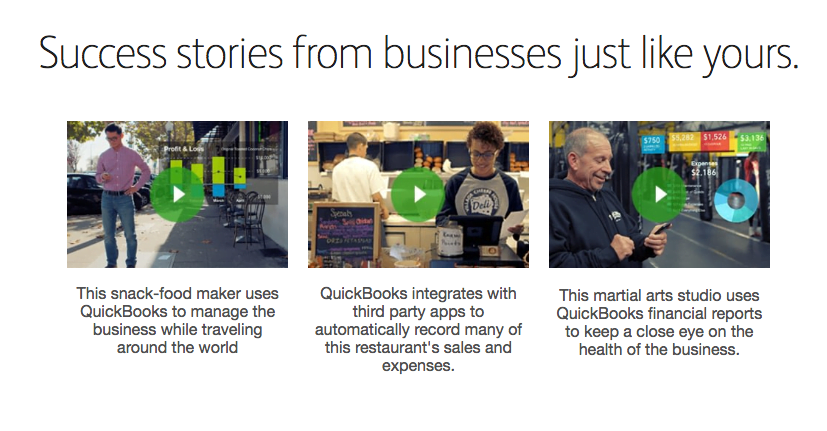 Success stories from businesses just like yours.
Profit & Loss
Specials
Deli
$750
$5,282
$1,526
$3,136
Expenses
$2,186
This snack-food maker uses
QuickBooks to manage the
business while traveling
around the world
QuickBooks integrates with
third party apps to
automatically record many of
this restaurant's sales and
expenses.
This martial arts studio uses
QuickBooks financial reports
to keep a close eye on the
health of the business.